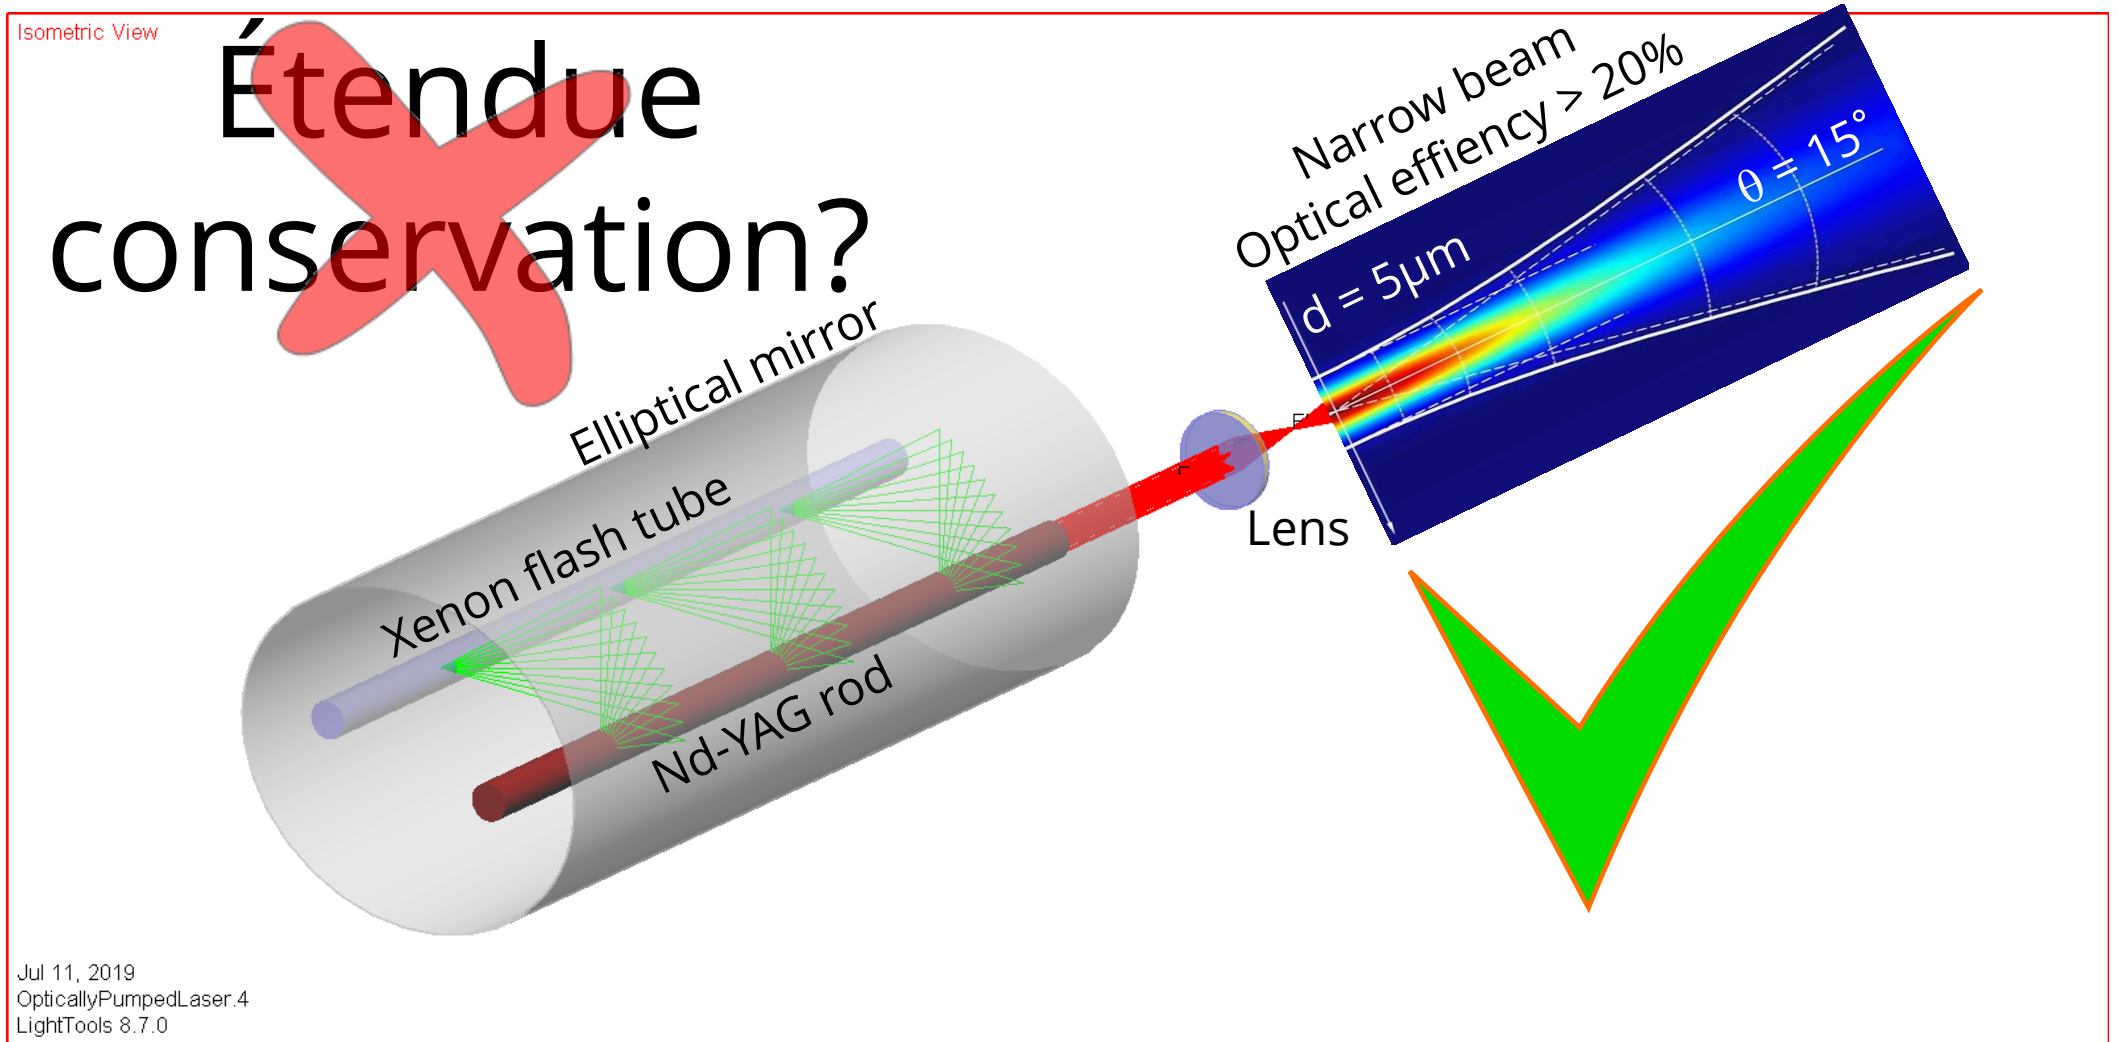 Isometric View
Étendue
conservation?
Narrow beam
Optical effiency > 20%
θ = 15°
d = 5µm
Elliptical mirror
Xenon flash tube
Lens
Nd-YAG rod
Jul 11, 2019
OpticallyPumpedLaser.4
LightTools 8.7.0